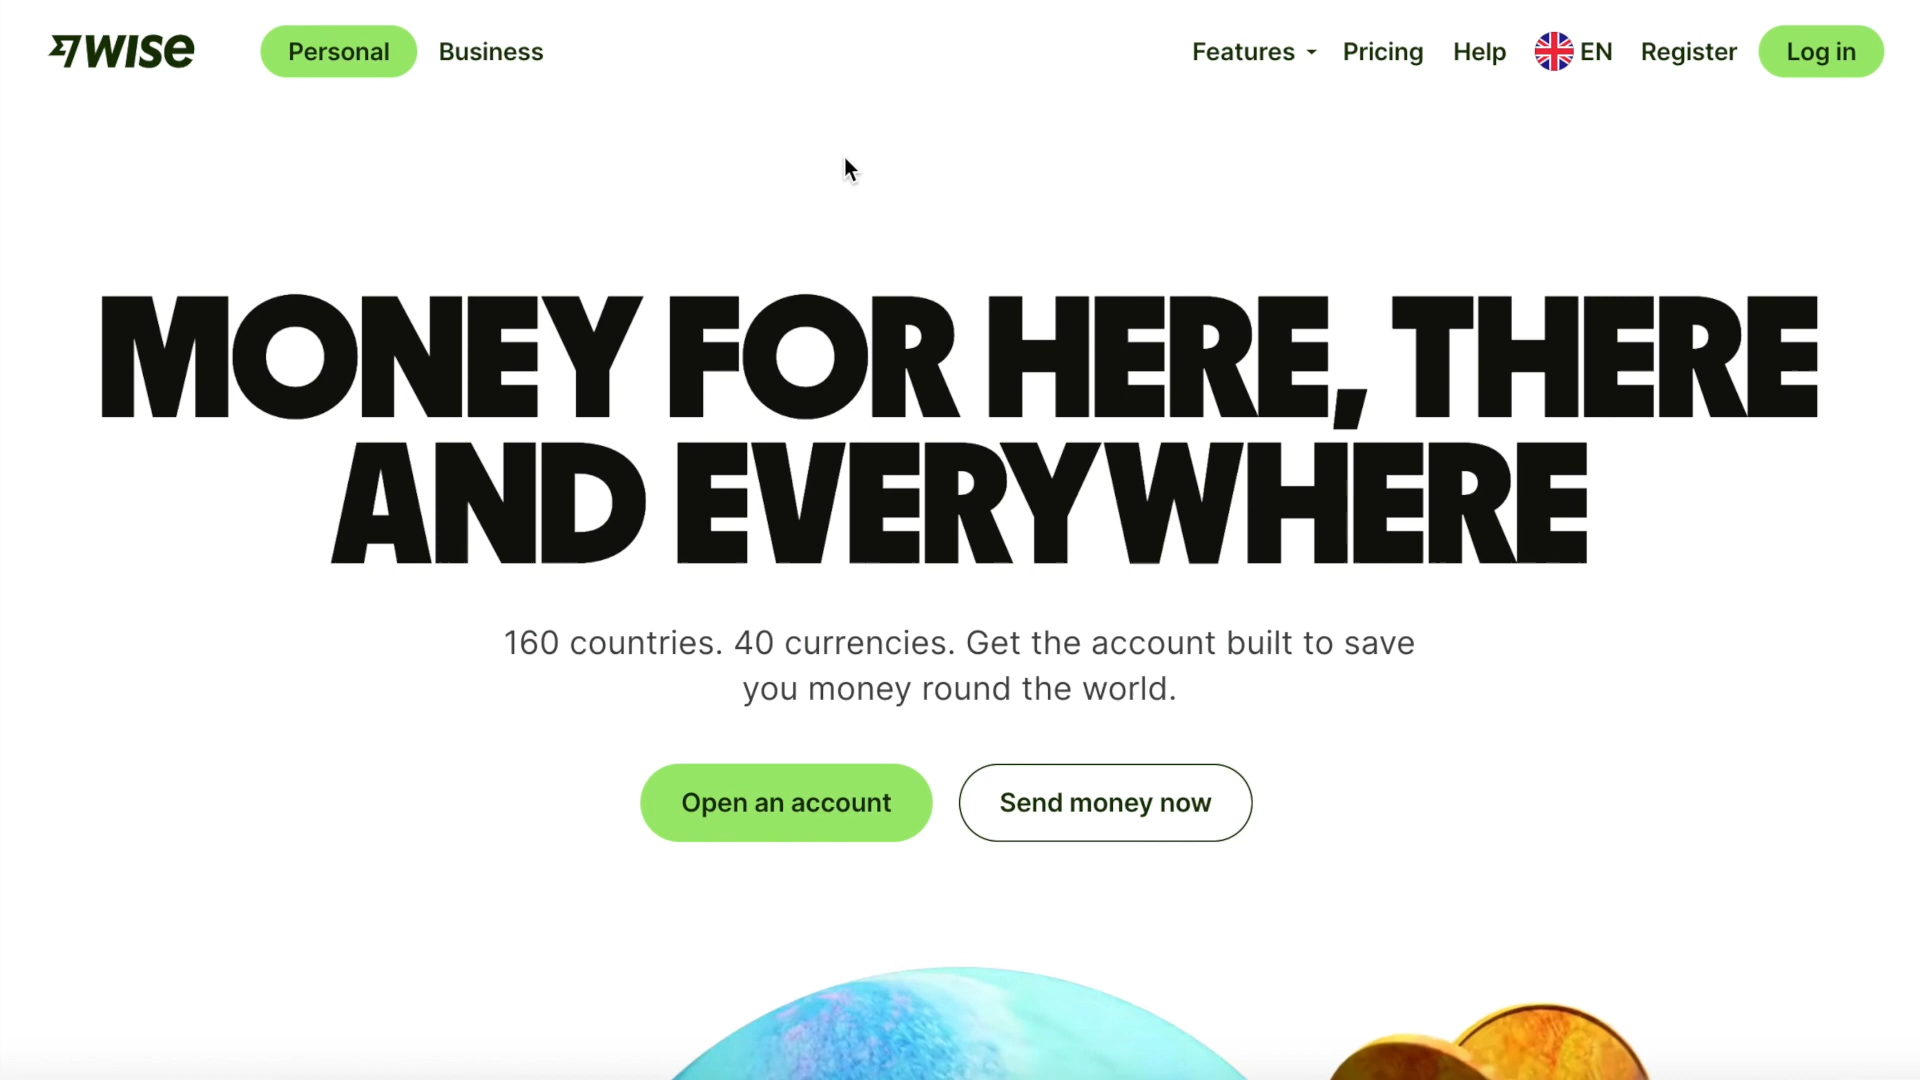 WISE
Personal
Business
Features
Pricing
Help
EN
Register
Log in
MONEY FOR HERE, THERE
AND EVERYWHERE
160 countries. 40 currencies. Get the account built to save
you money round the world.
Open an account
Send money now